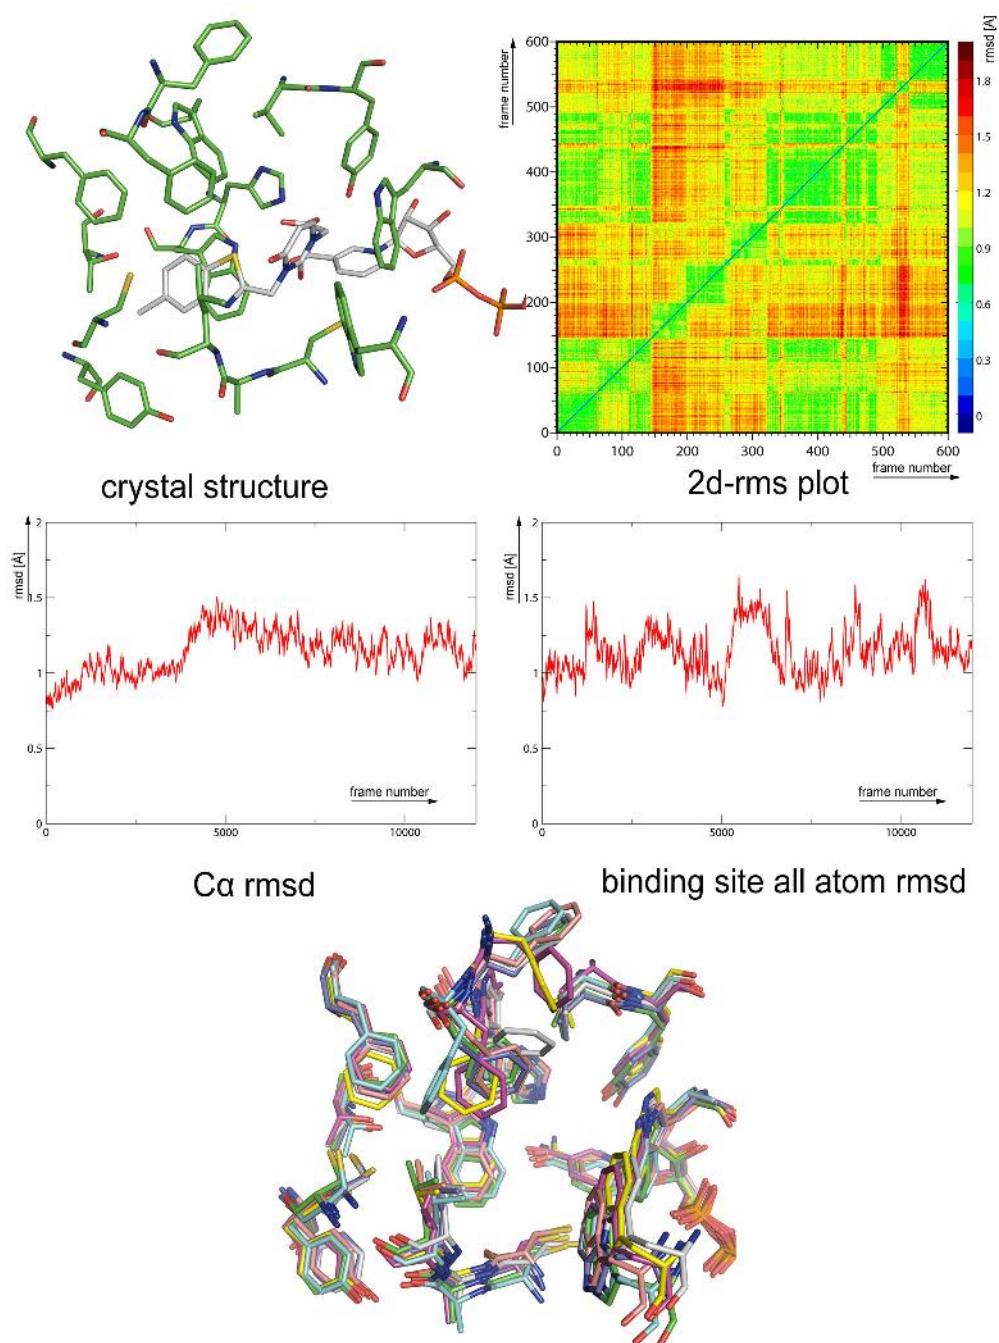 rmsd [Å]
frame number
600
500
400
300
200
100
0
0 100 200 300 400 500 600
1.8
1.5
1.2
0.9
0.6
0.3
0
frame number
crystal structure
2d-rms plot
rmsd [Å]
2
1.5
1
0.5
0
frame number
0 5000 10000
Cα rmsd
rmsd [Å]
2
1.5
1
0.5
0
frame number
0 5000 10000
binding site all atom rmsd